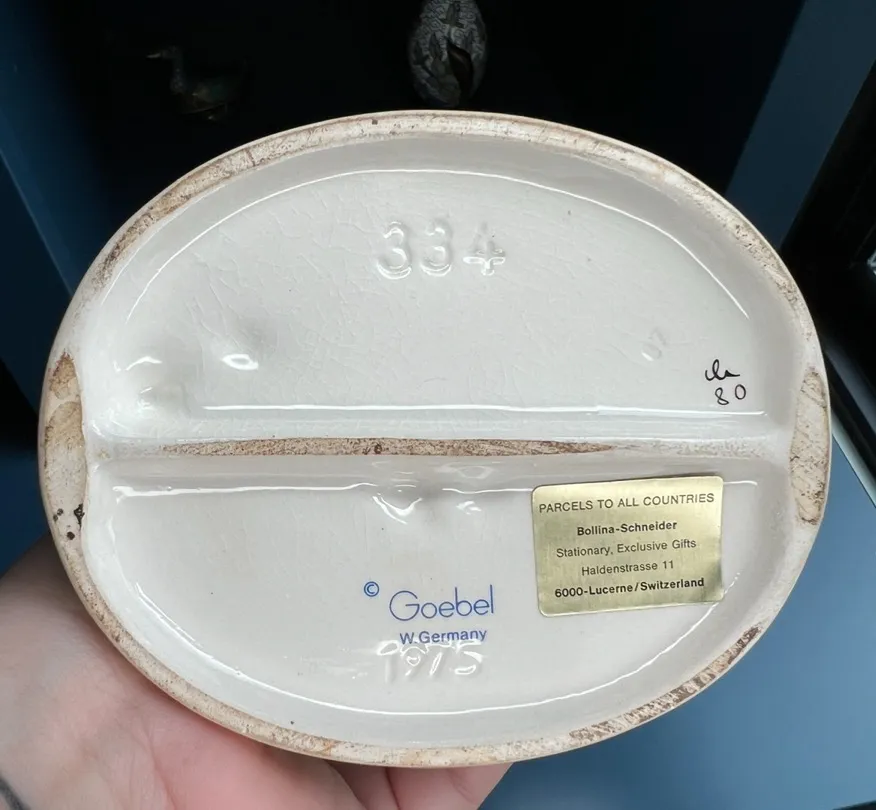 334
07
80
PARCELS TO ALL COUNTRIES
Bollina-Schneider
Stationary, Exclusive Gifts
Haldenstrasse 11
6000-Lucerne/Switzerland
© Goebel
W.Germany
1975